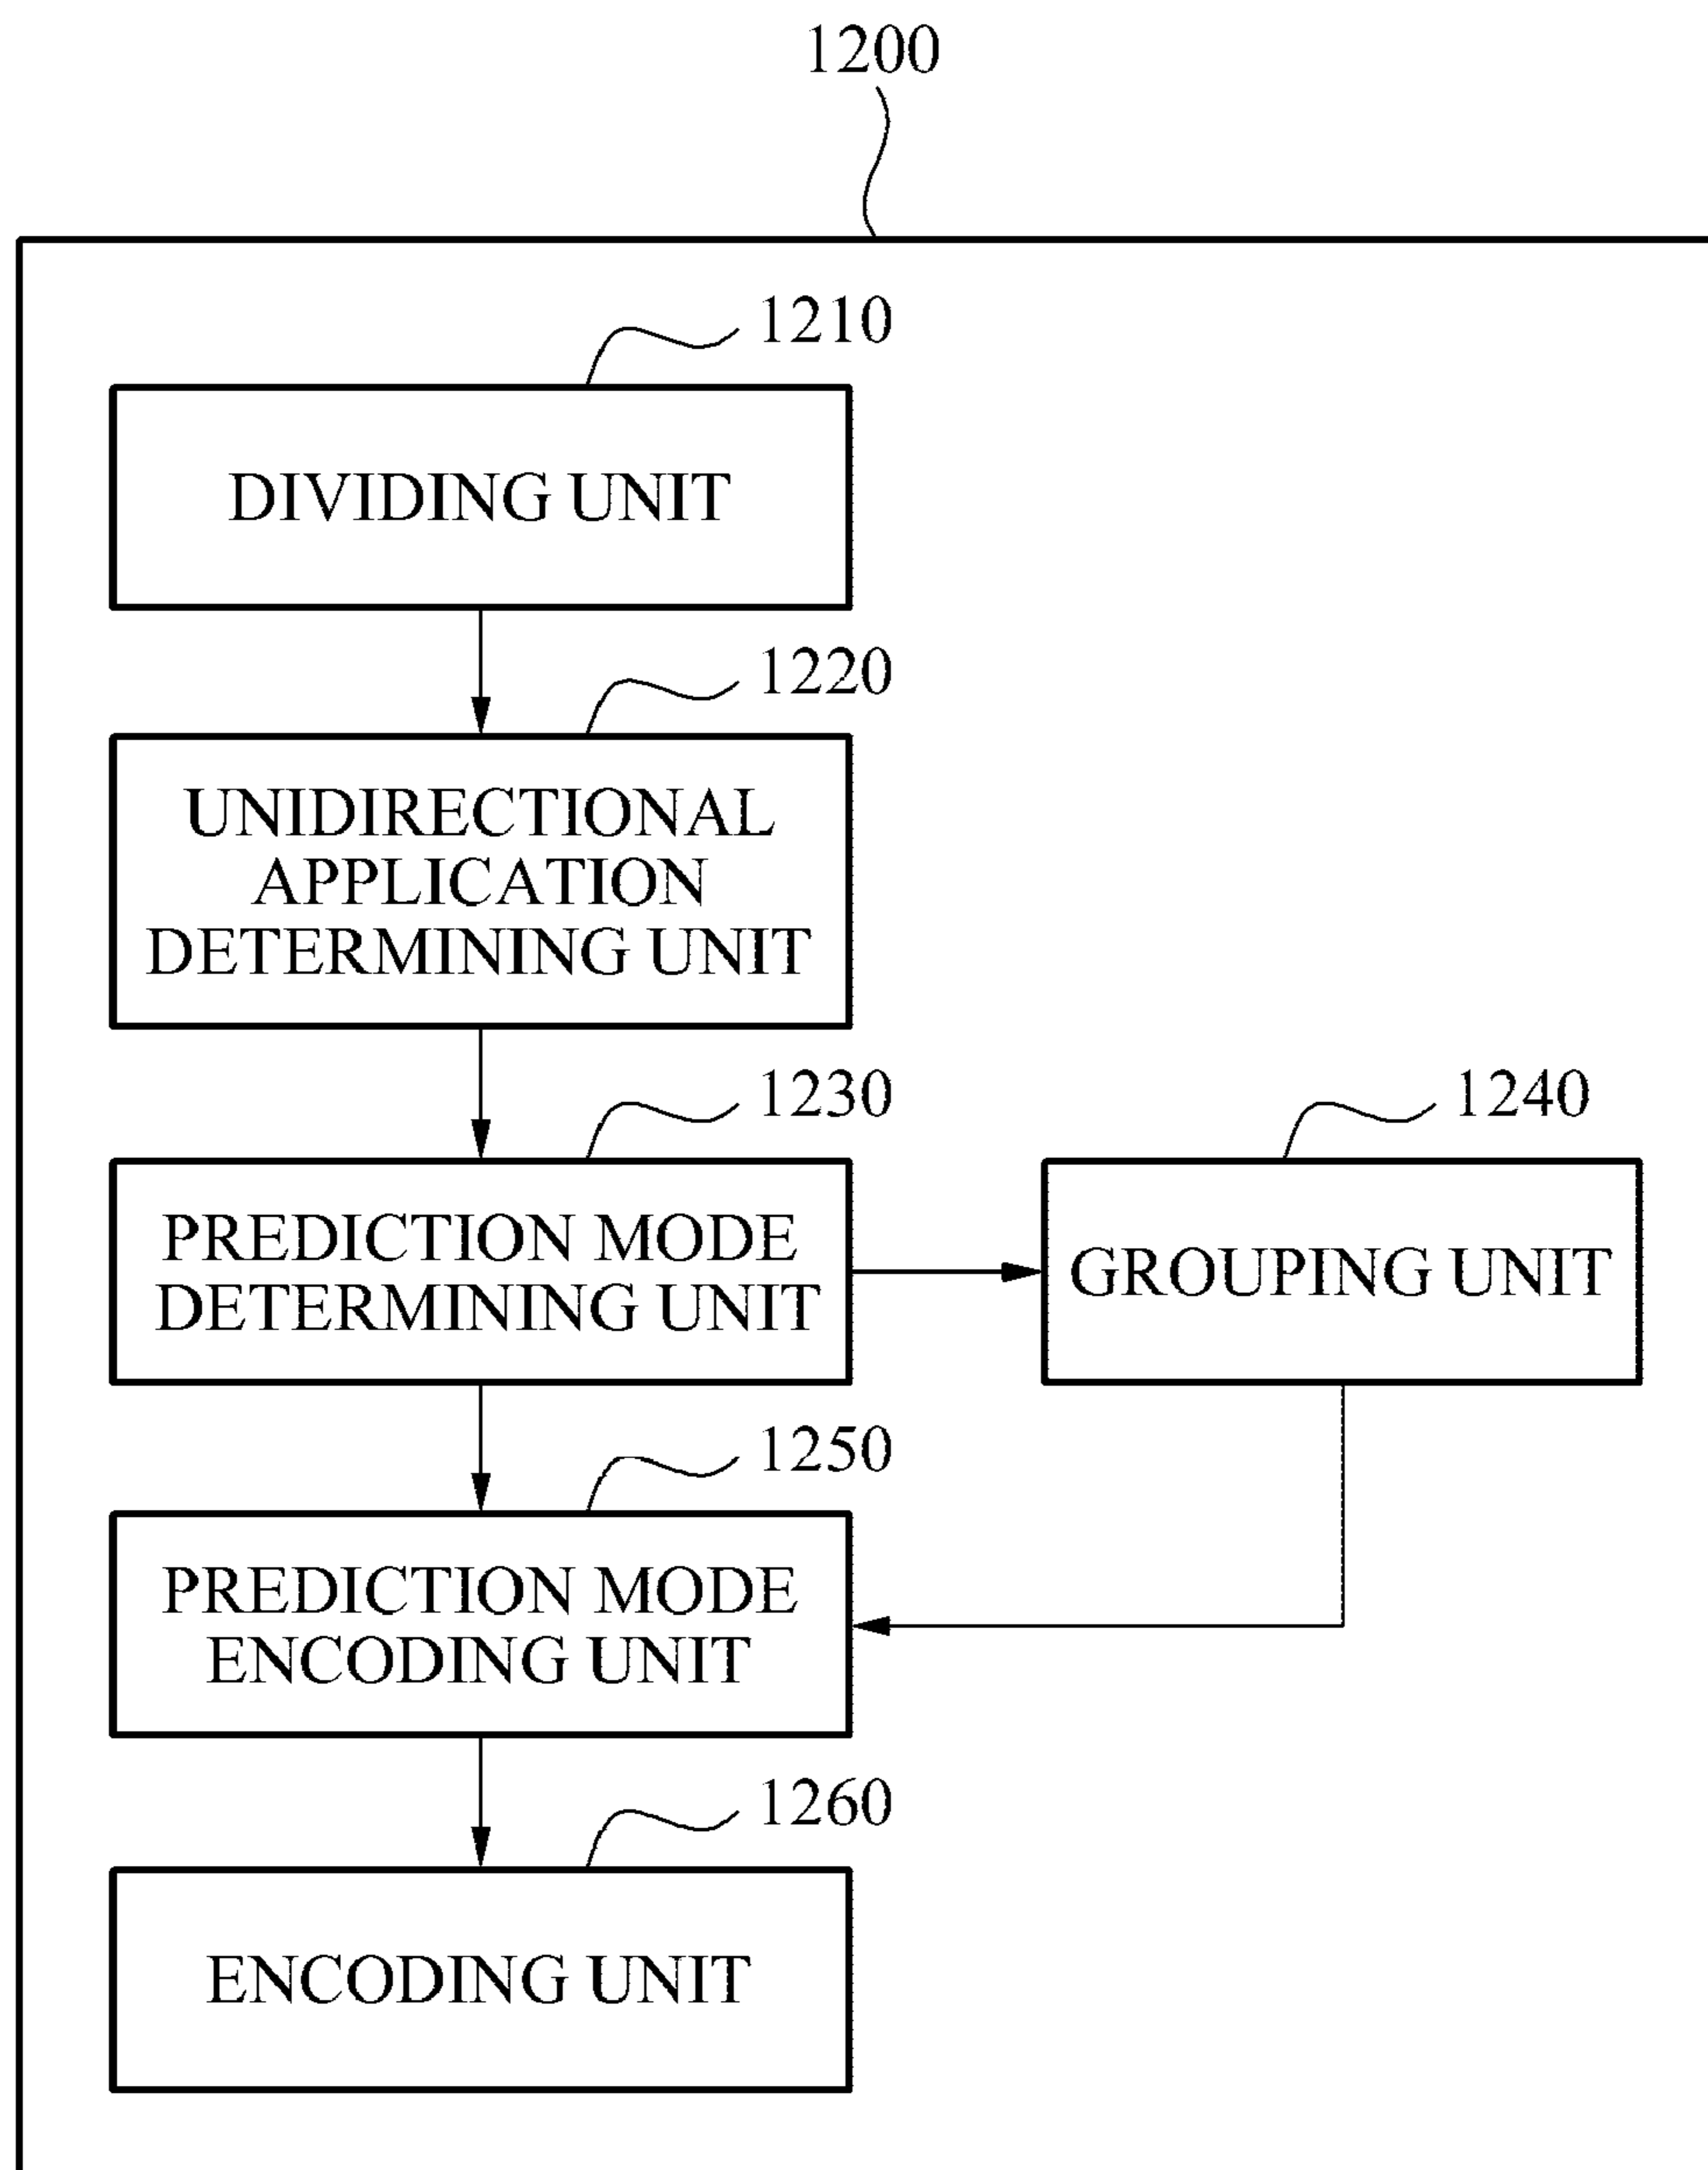 1200
1210
DIVIDING UNIT
1220
UNIDIRECTIONAL
APPLICATION
DETERMINING UNIT
1230
PREDICTION MODE
DETERMINING UNIT
1240
GROUPING UNIT
1250
PREDICTION MODE
ENCODING UNIT
1260
ENCODING UNIT